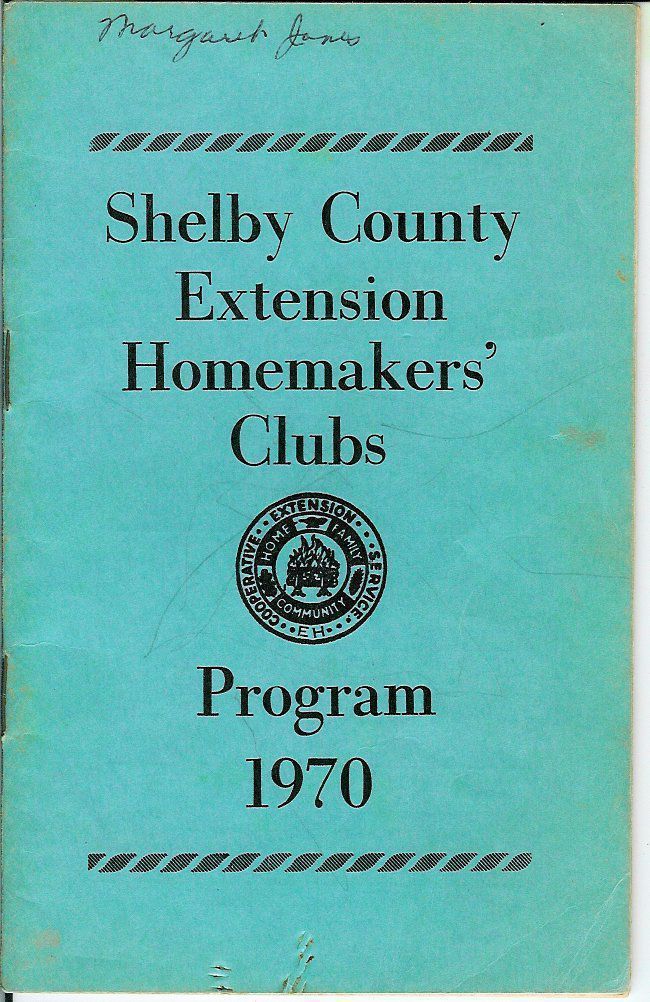 Margaret Jones
Shelby County
Extension
Homemakers'
Clubs
COOPERATIVE · EXTENSION · SERVICE
HOME FAMILY
COMMUNITY
EH
Program
1970